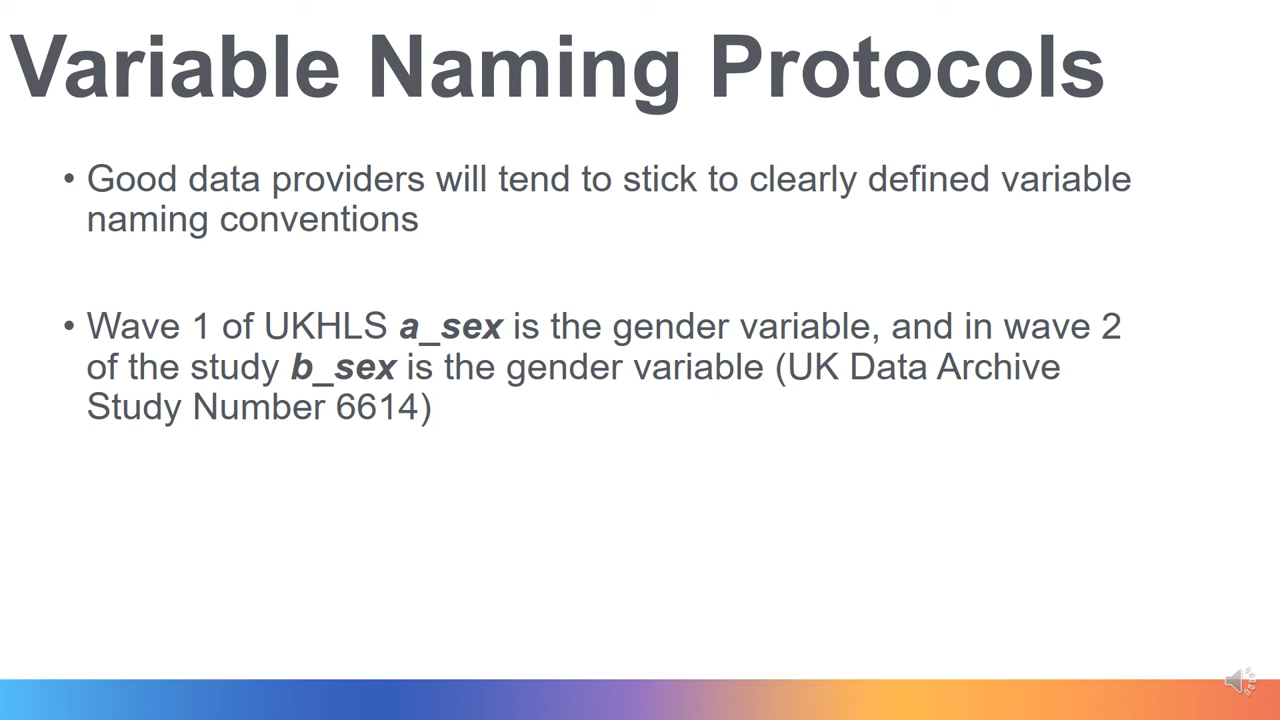 Variable Naming Protocols
• Good data providers will tend to stick to clearly defined variable
naming conventions
• Wave 1 of UKHLS a_sex is the gender variable, and in wave 2
of the study b_sex is the gender variable (UK Data Archive
Study Number 6614)